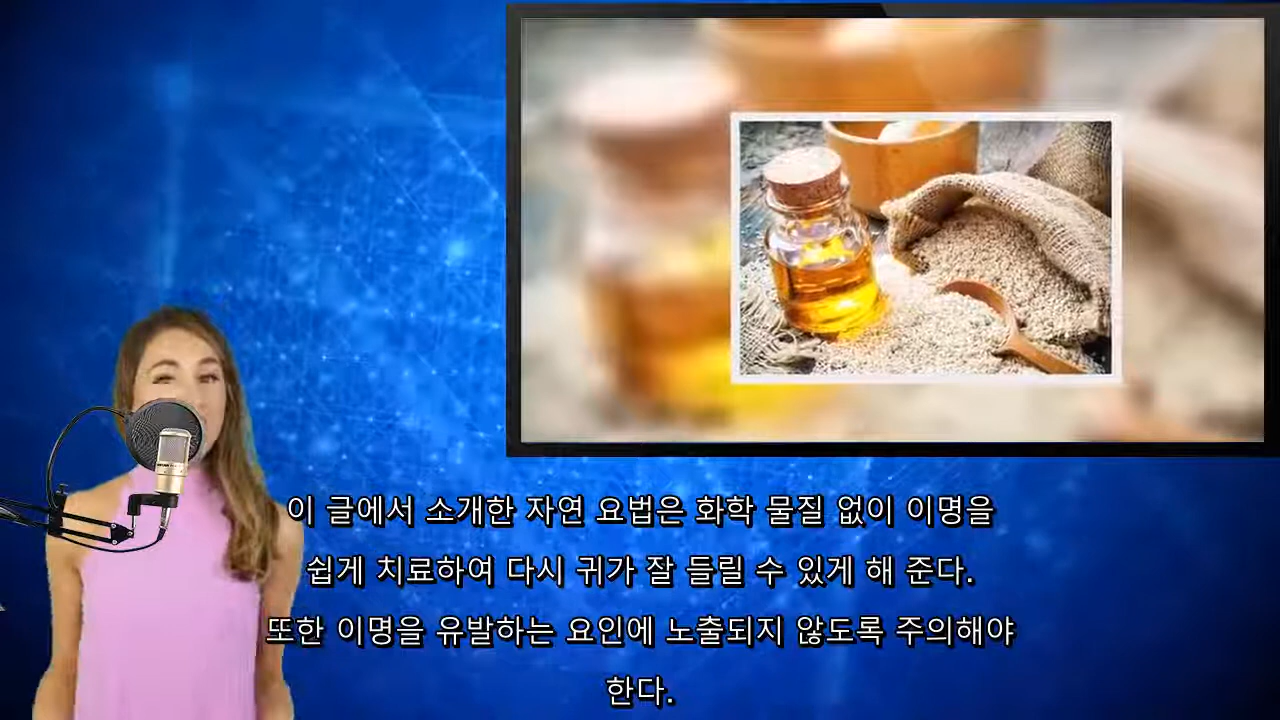 이 글에서 소개한 자연 요법은 화학 물질 없이 이명을
쉽게 치료하여 다시 귀가 잘 들릴 수 있게 해 준다.
또한 이명을 유발하는 요인에 노출되지 않도록 주의해야
한다.